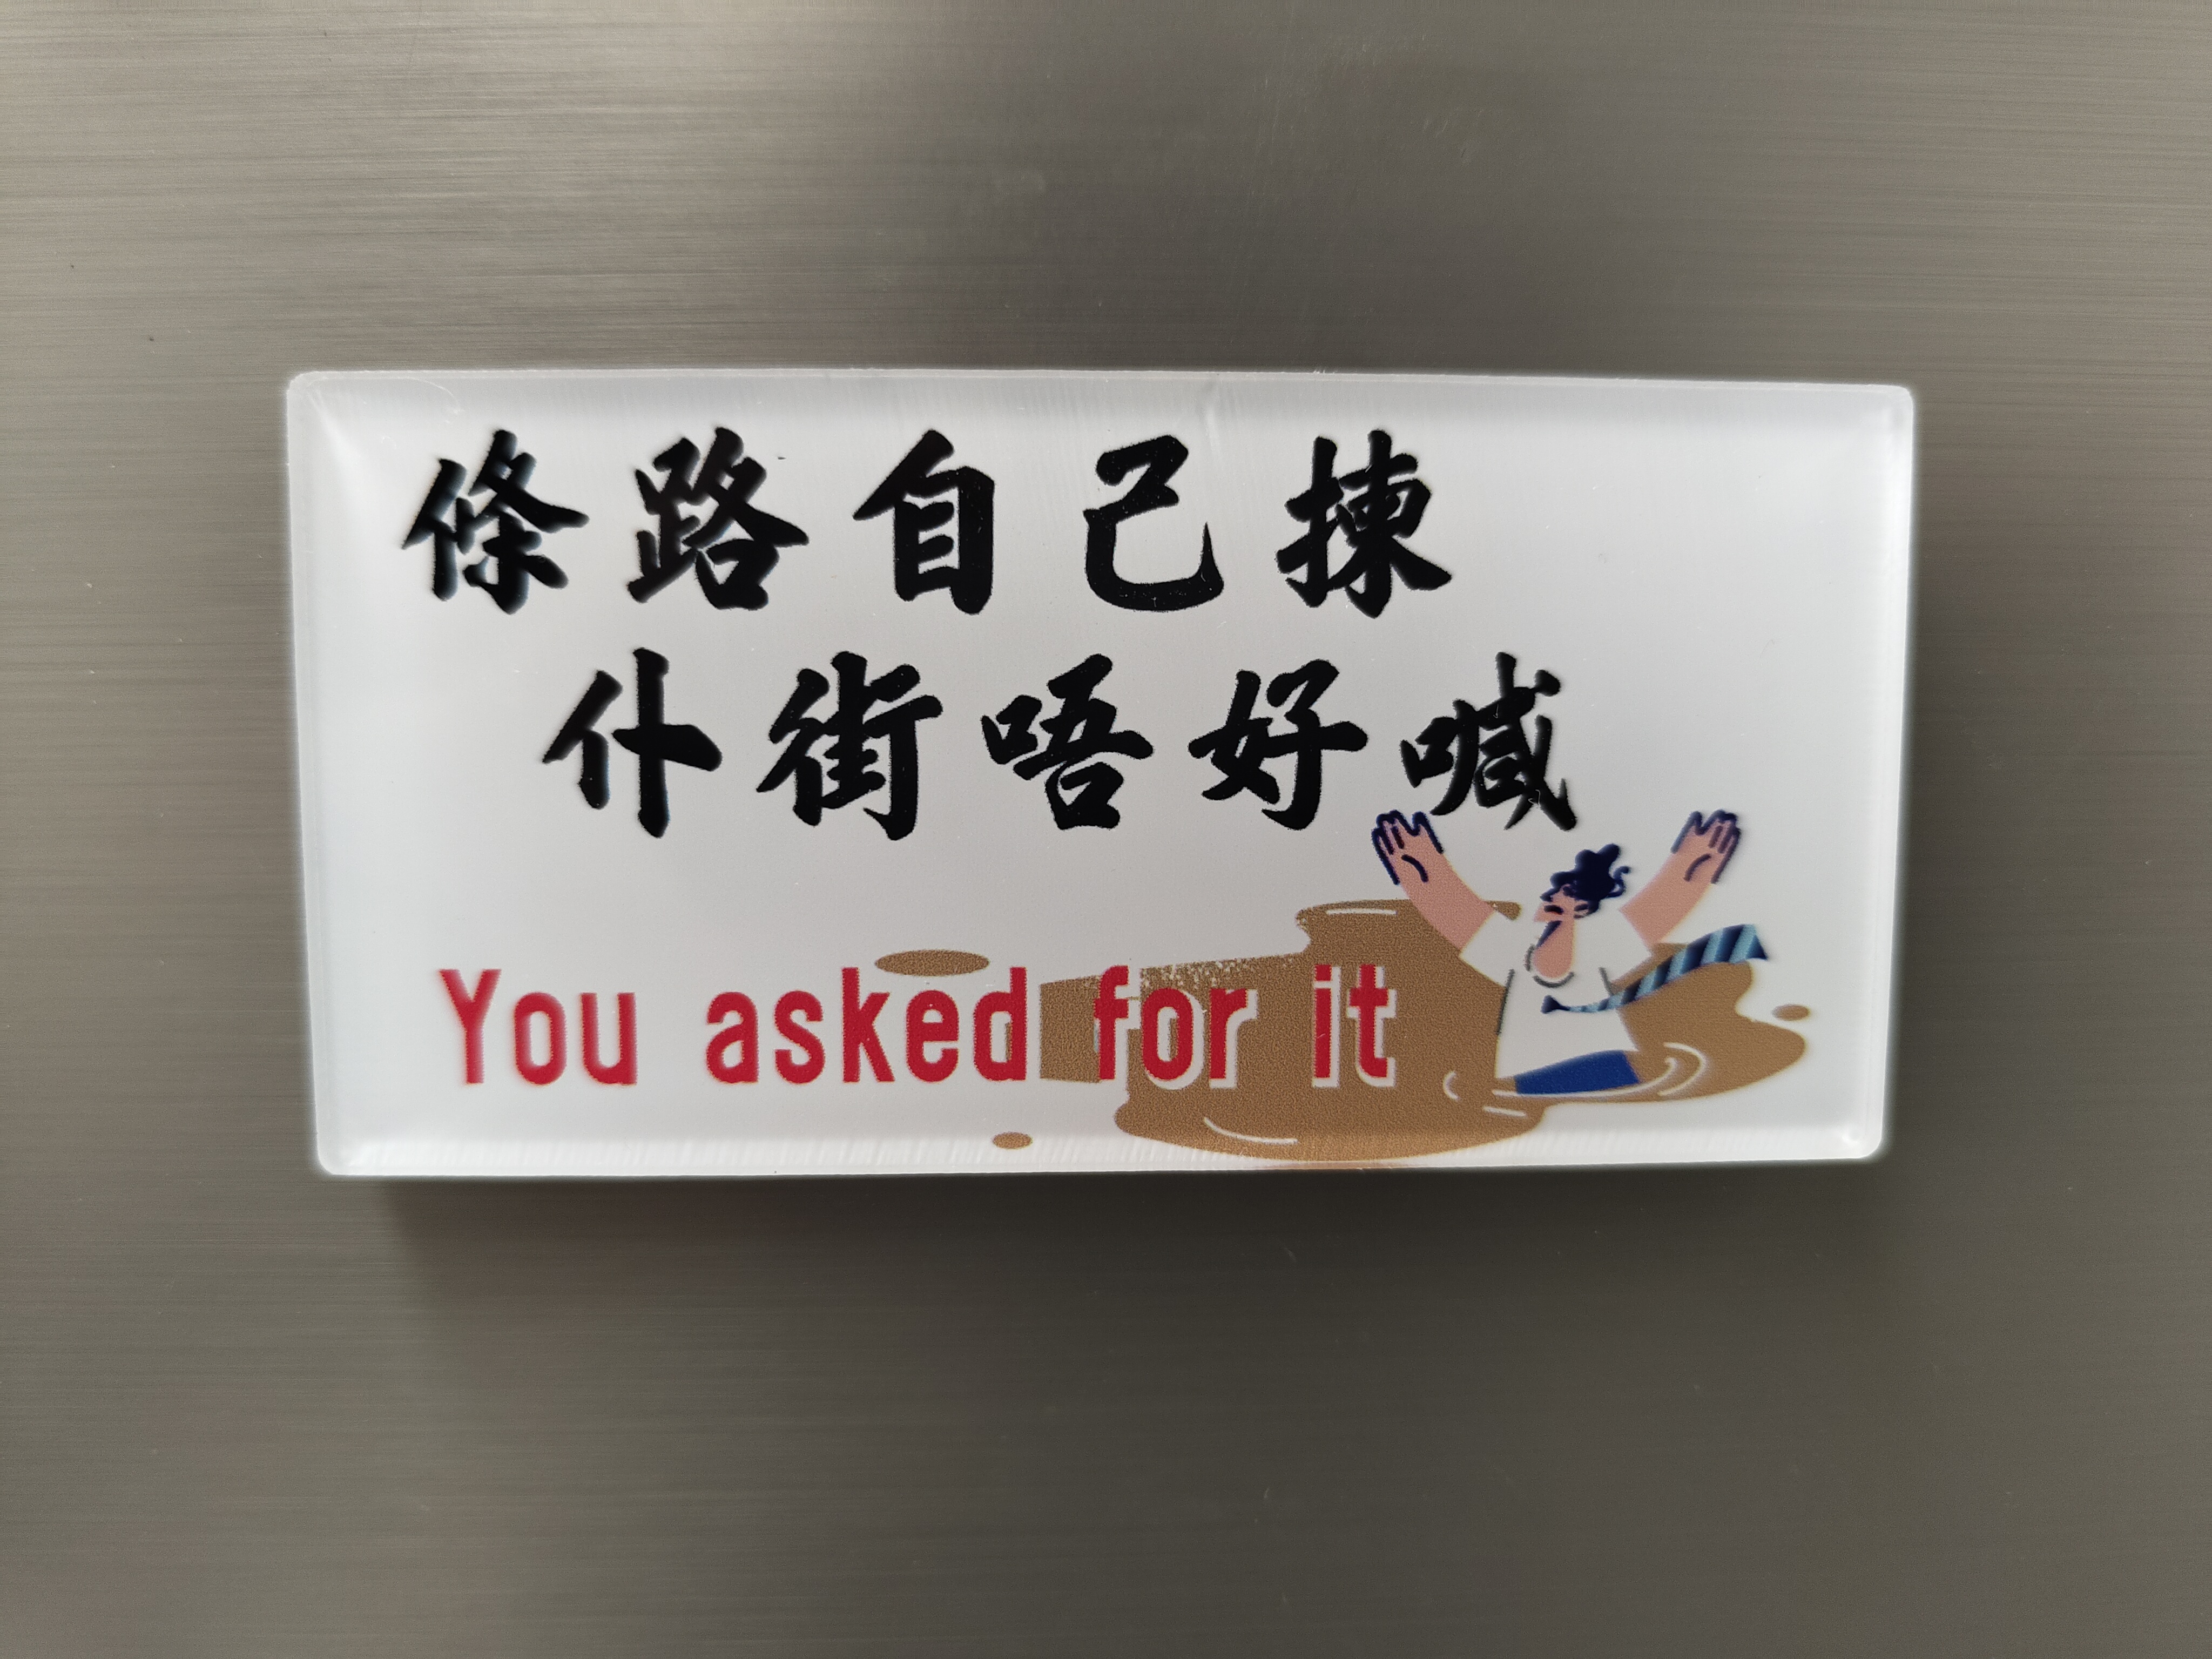 條路自己揀
仆街唔好喊
You asked for it